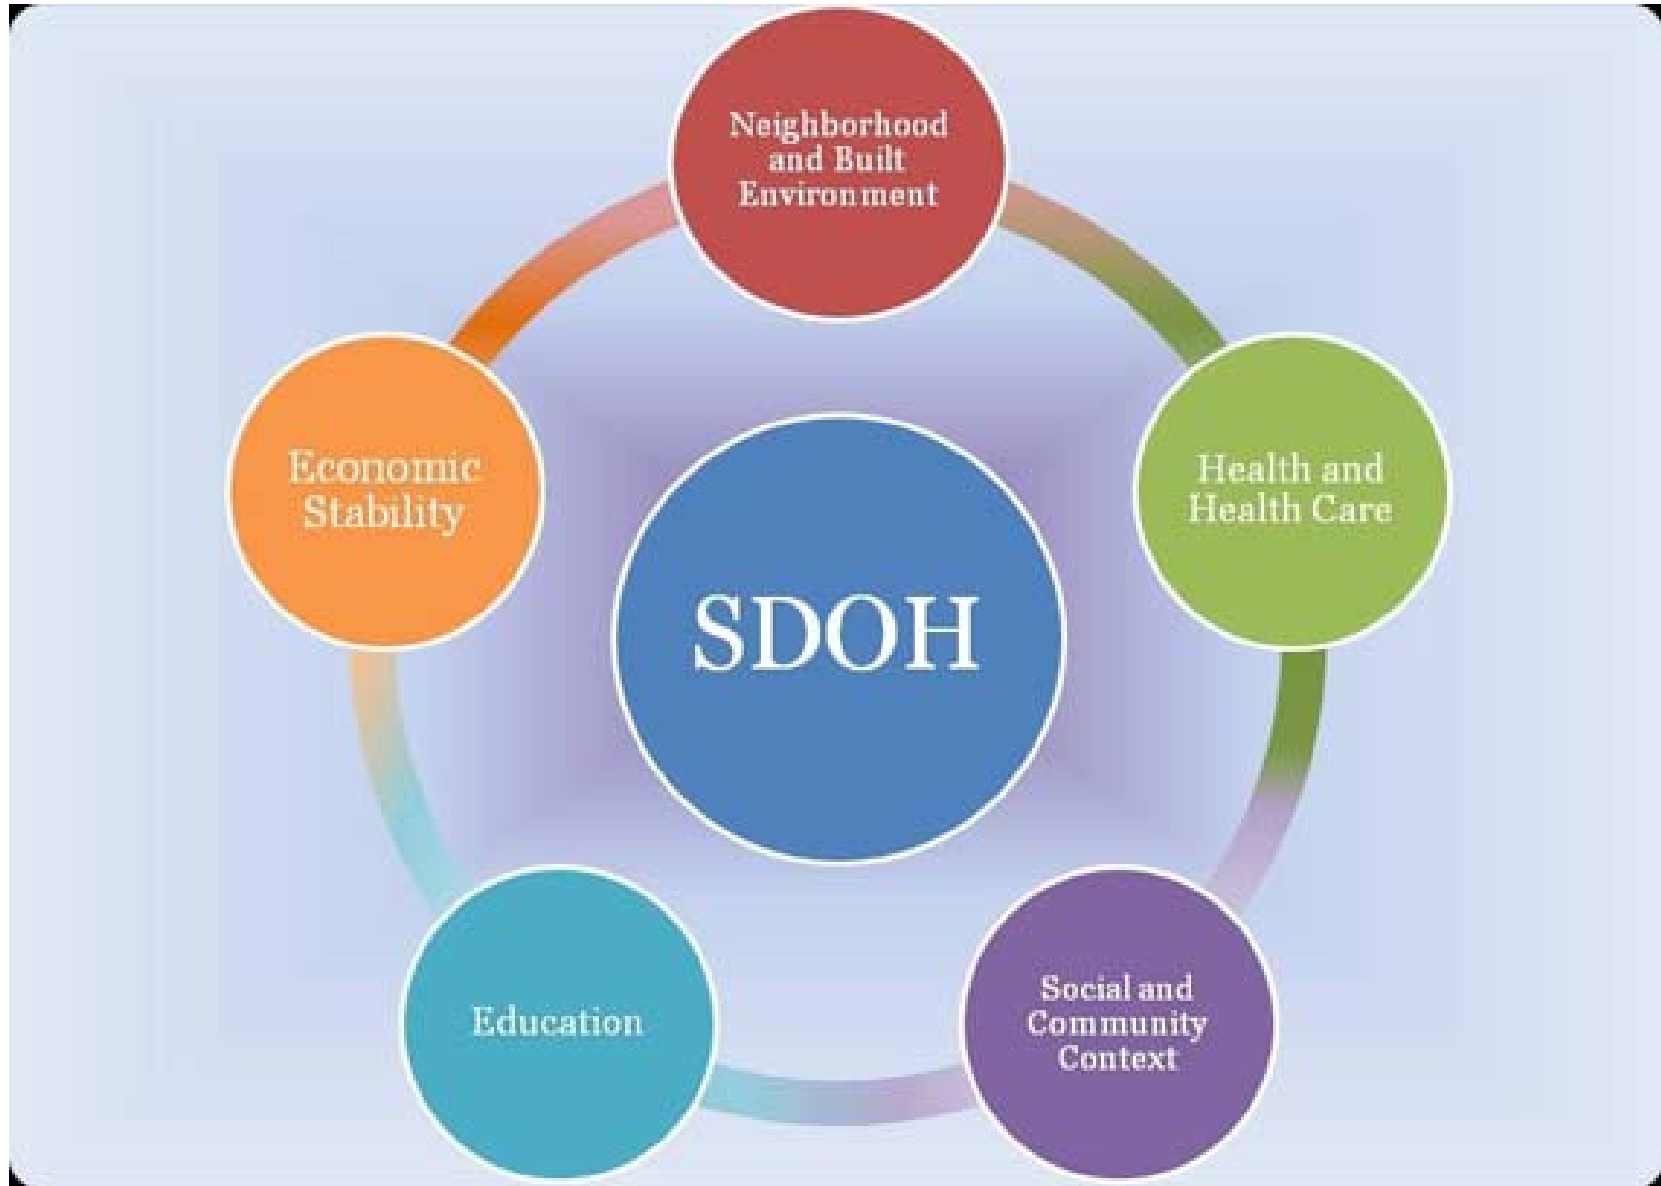 Neighborhood
and Built
Environment
Economic
Stability
Health and
Health Care
SDOH
Education
Social and
Community
Context